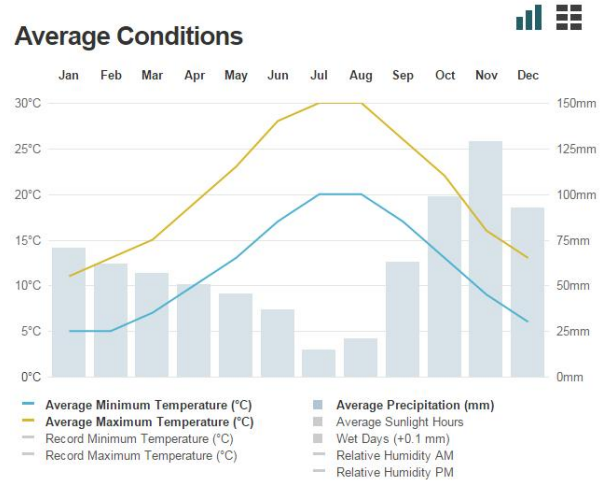 Average Conditions
Jan Feb Mar Apr May Jun Jul Aug Sep Oct Nov Dec
30°C 150mm
25°C 125mm
20°C 100mm
15°C 75mm
10°C 50mm
5°C 25mm
0°C 0mm
Average Minimum Temperature (°C)
Average Maximum Temperature (°C)
Record Minimum Temperature (°C)
Record Maximum Temperature (°C)
Average Precipitation (mm)
Average Sunlight Hours
Wet Days (+0.1 mm)
Relative Humidity AM
Relative Humidity PM